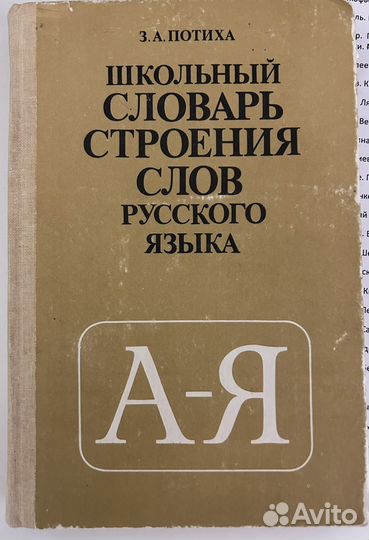 З.А.ПОТИХА
ШКОЛЬНЫЙ
СЛОВАРЬ
СТРОЕНИЯ
СЛОВ
РУССКОГО
ЯЗЫКА
А-Я
Avito